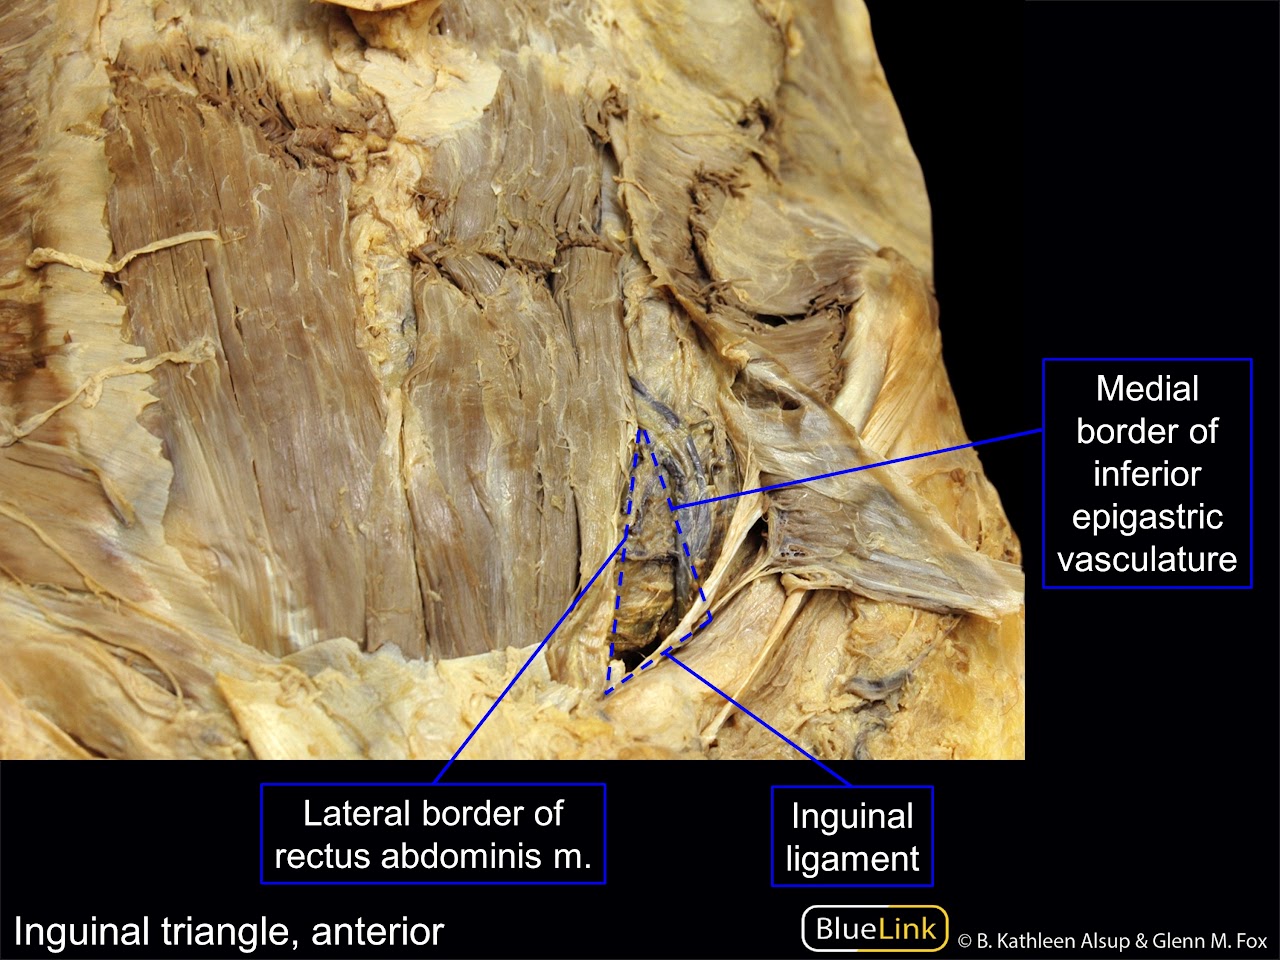 Medial
border of
inferior
epigastric
vasculature
Lateral border of
rectus abdominis m.
Inguinal
ligament
Inguinal triangle, anterior
BlueLink
© B. Kathleen Alsup & Glenn M. Fox